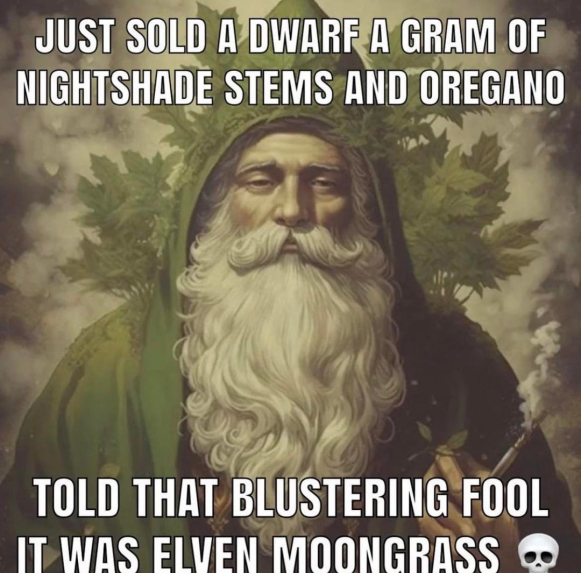 JUST SOLD A DWARF A GRAM OF
NIGHTSHADE STEMS AND OREGANO
TOLD THAT BLUSTERING FOOL
IT WAS ELVEN MOONGRASS 💀